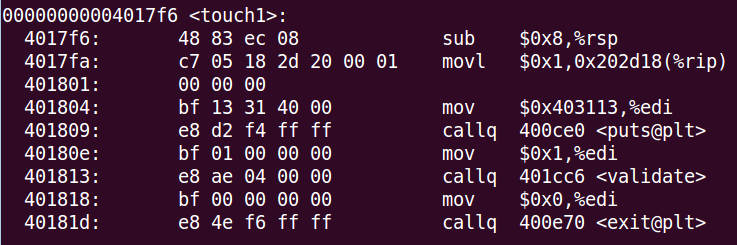 00000000004017f6 <touch1>:
4017f6: 48 83 ec 08 sub $0x8,%rsp
4017fa: c7 05 18 2d 20 00 01 movl $0x1,0x202d18(%rip)
401801: 00 00 00
401804: bf 13 31 40 00 mov $0x403113,%edi
401809: e8 d2 f4 ff ff callq 400ce0 <puts@plt>
40180e: bf 01 00 00 00 mov $0x1,%edi
401813: e8 ae 04 00 00 callq 401cc6 <validate>
401818: bf 00 00 00 00 mov $0x0,%edi
40181d: e8 4e f6 ff ff callq 400e70 <exit@plt>